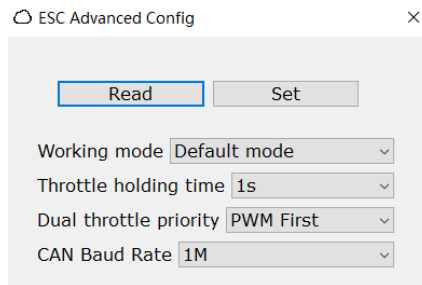 ESC Advanced Config
Read Set
Working mode Default mode
Throttle holding time 1s
Dual throttle priority PWM First
CAN Baud Rate 1M